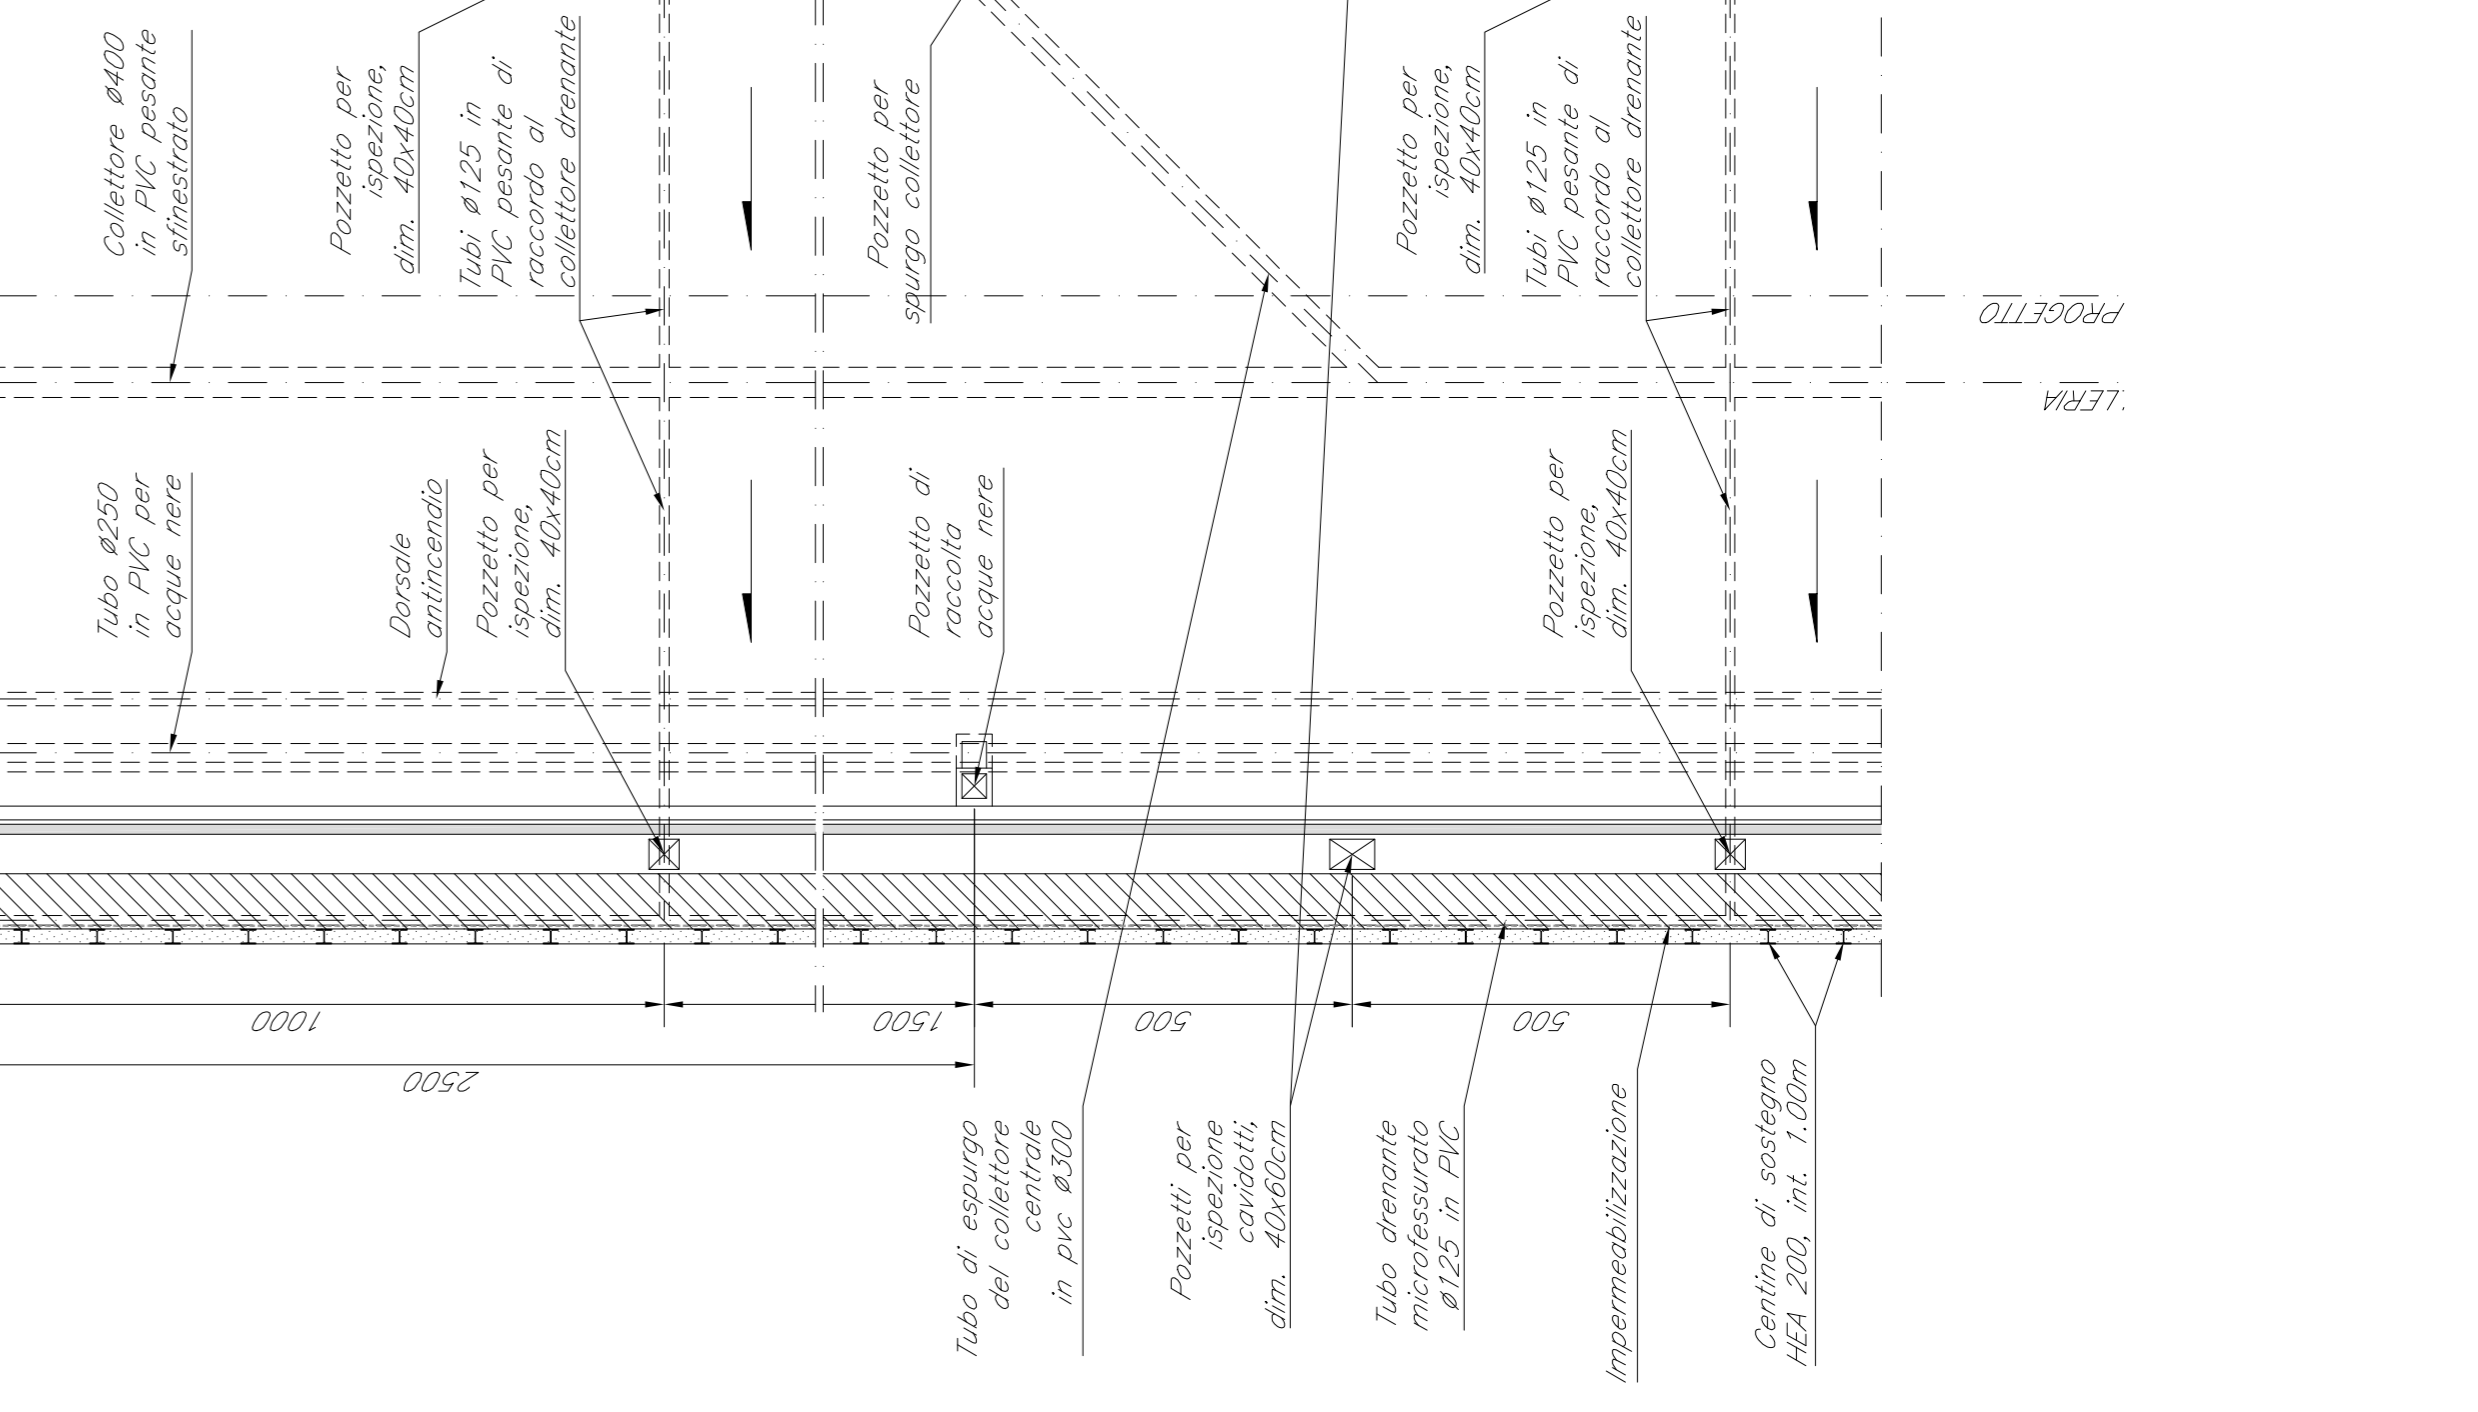 Collettore Ø400
in PVC pesante
sfinestrato
Pozzetto per
ispezione,
dim. 40x40cm
Tubi Ø125 in
PVC pesante di
raccordo al
collettore drenante
Pozzetto per
spurgo collettore
Pozzetto per
ispezione,
dim. 40x40cm
Tubi Ø125 in
PVC pesante di
raccordo al
collettore drenante
PROGETTO
LERIA
Tubo Ø250
in PVC per
acque nere
Dorsale
antincendio
Pozzetto per
ispezione,
dim. 40x40cm
Pozzetto di
raccolta
acque nere
Pozzetto per
ispezione,
dim. 40x40cm
1000
1500
500
500
2500
Tubo di espurgo
del collettore
centrale
in pvc Ø300
Pozzetti per
ispezione
cavidotti,
dim. 40x60cm
Tubo drenante
microfessurato
Ø125 in PVC
Impermeabilizzazione
Centine di sostegno
HEA 200, int. 1.00m